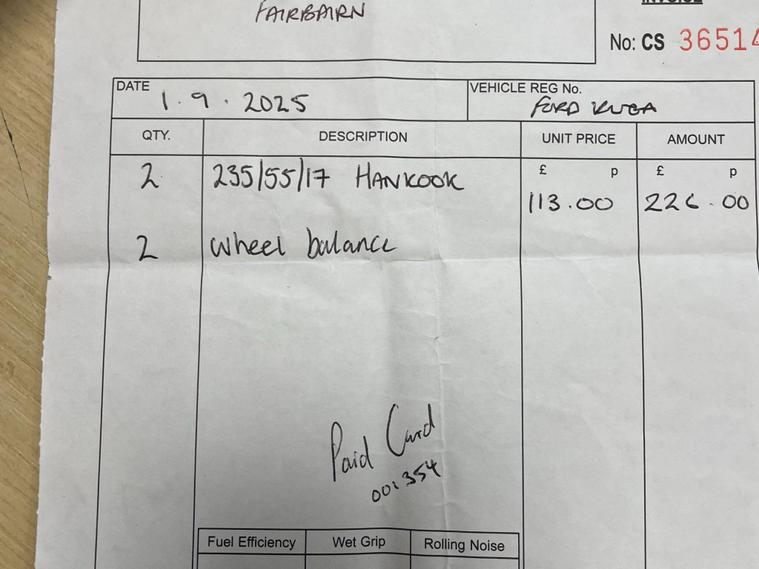 FAIRBAIRN
INVOICE
No: CS 36514
DATE 1.9.2025
VEHICLE REG No. FORD KUGA
QTY. DESCRIPTION UNIT PRICE AMOUNT
£ p £ p
2 235/55/17 HANKOOK 113.00 226.00
2 wheel balance
Paid Card
001354
Fuel Efficiency Wet Grip Rolling Noise